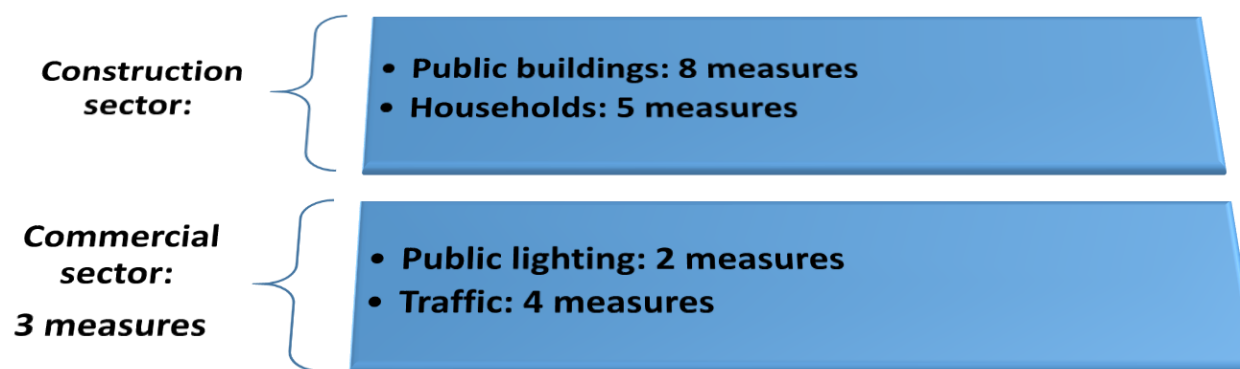 Construction
sector:
• Public buildings: 8 measures
• Households: 5 measures
Commercial
sector:
3 measures
• Public lighting: 2 measures
• Traffic: 4 measures